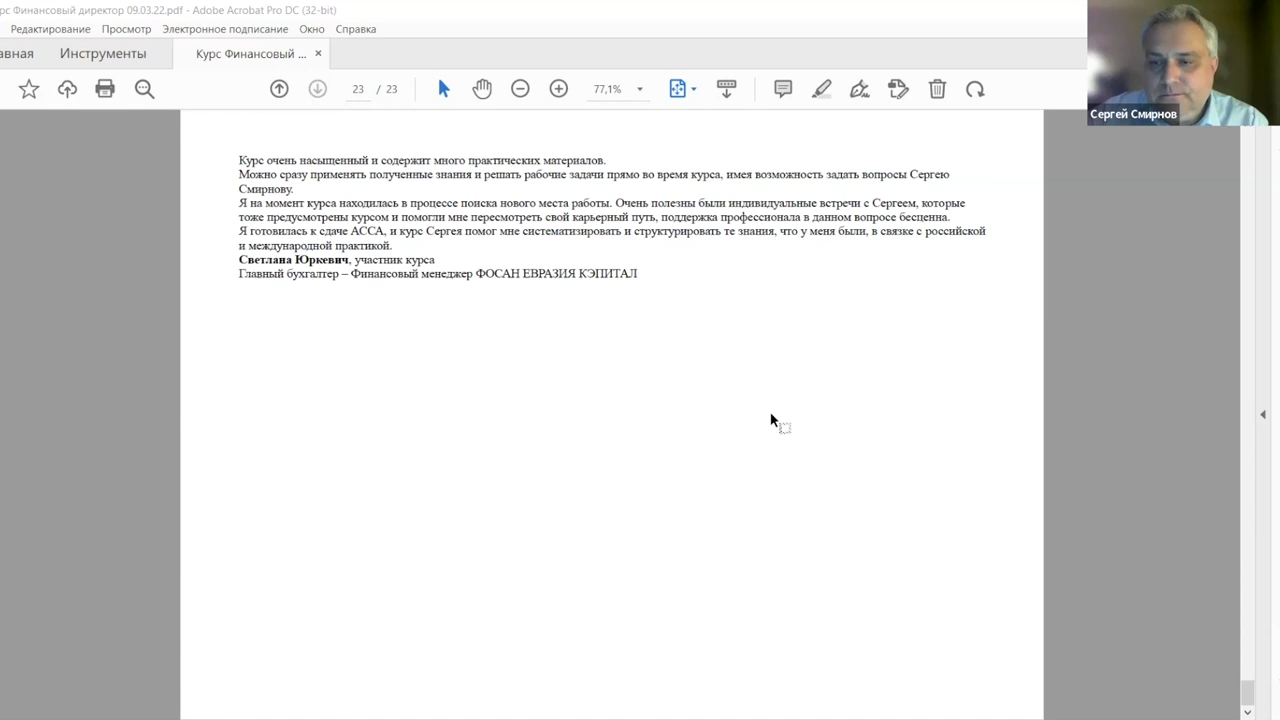 рс Финансовый директор 09.03.22.pdf - Adobe Acrobat Pro DC (32-bit)
Редактирование Просмотр Электронное подписание Окно Справка
авная Инструменты Курс Финансовый ... ×
23 / 23 77,1%
Сергей Смирнов
Курс очень насыщенный и содержит много практических материалов.
Можно сразу применять полученные знания и решать рабочие задачи прямо во время курса, имея возможность задать вопросы Сергею
Смирнову.
Я на момент курса находилась в процессе поиска нового места работы. Очень полезны были индивидуальные встречи с Сергеем, которые
тоже предусмотрены курсом и помогли мне пересмотреть свой карьерный путь, поддержка профессионала в данном вопросе бесценна.
Я готовилась к сдаче АССА, и курс Сергея помог мне систематизировать и структурировать те знания, что у меня были, в связке с российской
и международной практикой.
Светлана Юркевич, участник курса
Главный бухгалтер – Финансовый менеджер ФОСАН ЕВРАЗИЯ КЭПИТАЛ